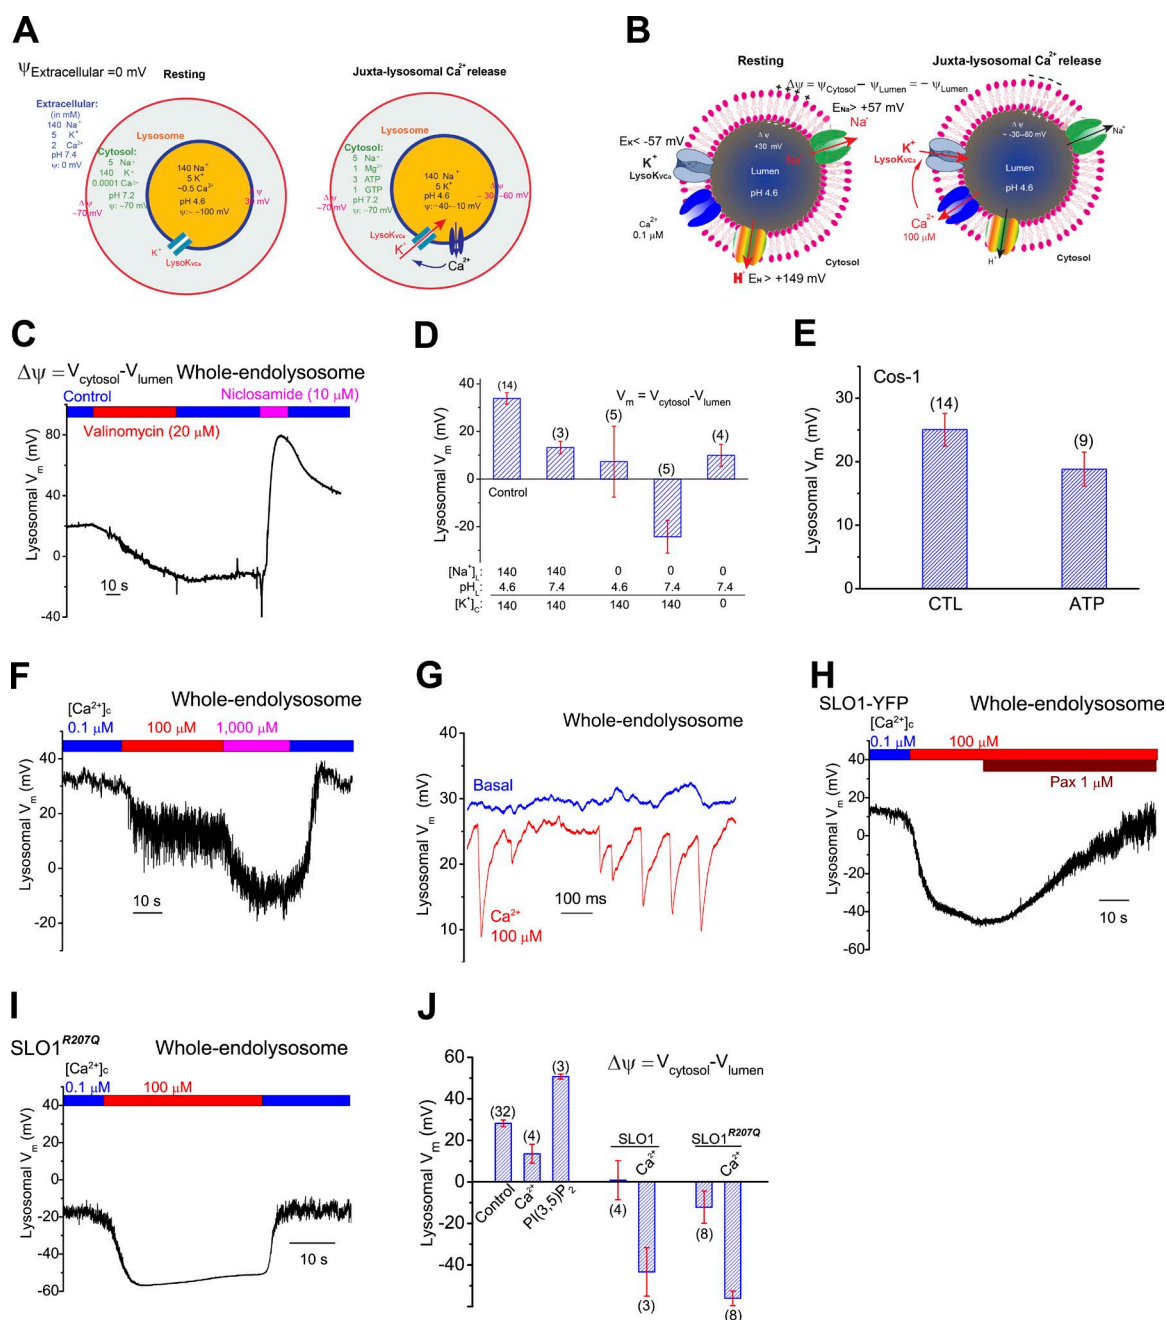 A
Ψ Extracellular =0 mV
Resting
Juxta-lysosomal Ca²⁺ release
Extracellular:
(in mM)
140 Na⁺
5 K⁺
2 Ca²⁺
pH 7.4
ψ: 0 mV
Cytosol:
5 Na⁺
140 K⁺
0.0001 Ca²⁺
pH 7.2
ψ: −70 mV
Δψ
−70 mV
Lysosome
140 Na⁺
5 K⁺
~0.5 Ca²⁺
pH 4.6
ψ:~ −100 mV
K⁺
LysoKVCa
Cytosol:
5 Na⁺
1 Mg²⁺
3 ATP
1 GTP
pH 7.2
ψ: −70 mV
Δψ
−70 mV
Lysosome
140 Na⁺
5 K⁺
pH 4.6
ψ:−40−−10 mV
Δψ
−30−−60 mV
LysoKVCa
K⁺
Ca²⁺
B
Resting
Juxta-lysosomal Ca²⁺ release
Δψ = ψCytosol − ψLumen = − ψLumen
ENa> +57 mV
Na⁺
Na⁺
EK< -57 mV
K⁺
LysoKVCa
Δψ
+30 mV
Lumen
pH 4.6
Ca²⁺
0.1 μM
H⁺
EH > +149 mV
Cytosol
Δψ
~ -30-60 mV
Na⁺
K⁺
LysoKVCa
Lumen
pH 4.6
Ca²⁺
100 μM
H⁺
Cytosol
C
Δψ = Vcytosol-Vlumen Whole-endolysosome
Control
Niclosamide (10 μM)
Valinomycin (20 μM)
Lysosomal Vm (mV)
80
40
0
-40
10 s
D
Vm = Vcytosol-Vlumen
Lysosomal Vm (mV)
40
20
0
-20
(14)
(3)
(5)
(5)
(4)
Control
[Na⁺]L: 140 140 0 0 0
pHL: 4.6 7.4 4.6 7.4 7.4
[K⁺]C: 140 140 140 140 0
E
Cos-1
Lysosomal Vm (mV)
30
20
10
0
(14)
(9)
CTL
ATP
F
Whole-endolysosome
[Ca²⁺]c
0.1 μM
100 μM
1,000 μM
Lysosomal Vm (mV)
40
20
0
-20
10 s
G
Whole-endolysosome
Lysosomal Vm (mV)
40
30
20
10
Basal
Ca²⁺
100 μM
100 ms
H
SLO1-YFP
Whole-endolysosome
[Ca²⁺]c
0.1 μM
100 μM
Pax 1 μM
Lysosomal Vm (mV)
40
20
0
-20
-40
-60
10 s
I
SLO1R207Q
Whole-endolysosome
[Ca²⁺]c
0.1 μM
100 μM
Lysosomal Vm (mV)
40
0
-40
-60
10 s
J
Δψ = Vcytosol-Vlumen
Lysosomal Vm (mV)
60
40
20
0
-20
-40
-60
(32)
(4)
(3)
Control
Ca²⁺
PI(3,5)P2
SLO1
Ca²⁺
(4)
(3)
SLO1R207Q
Ca²⁺
(8)
(8)